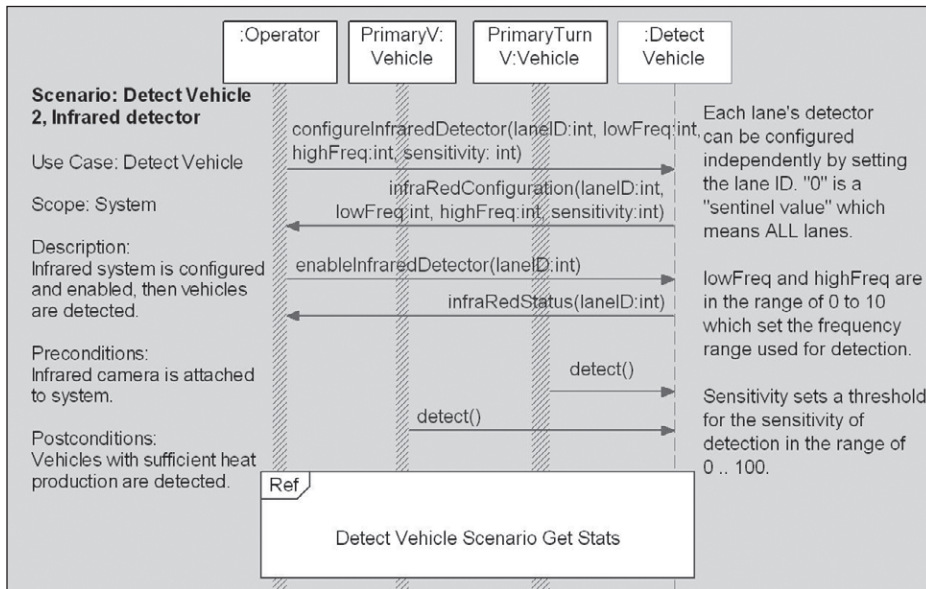 :Operator
PrimaryV:
Vehicle
PrimaryTurn
V:Vehicle
:Detect
Vehicle
Scenario: Detect Vehicle
2, Infrared detector
Use Case: Detect Vehicle
Scope: System
Description:
Infrared system is configured
and enabled, then vehicles
are detected.
Preconditions:
Infrared camera is attached
to system.
Postconditions:
Vehicles with sufficient heat
production are detected.
configureInfraredDetector(laneID:int, lowFreq:int,
highFreq:int, sensitivity: int)
infraRedConfiguration(laneID:int,
lowFreq:int, highFreq:int, sensitivity:int)
enableInfraredDetector(laneID:int)
infraRedStatus(laneID:int)
detect()
detect()
Each lane's detector
can be configured
independently by setting
the lane ID. "0" is a
"sentinel value" which
means ALL lanes.
lowFreq and highFreq are
in the range of 0 to 10
which set the frequency
range used for detection.
Sensitivity sets a threshold
for the sensitivity of
detection in the range of
0 .. 100.
Ref
Detect Vehicle Scenario Get Stats